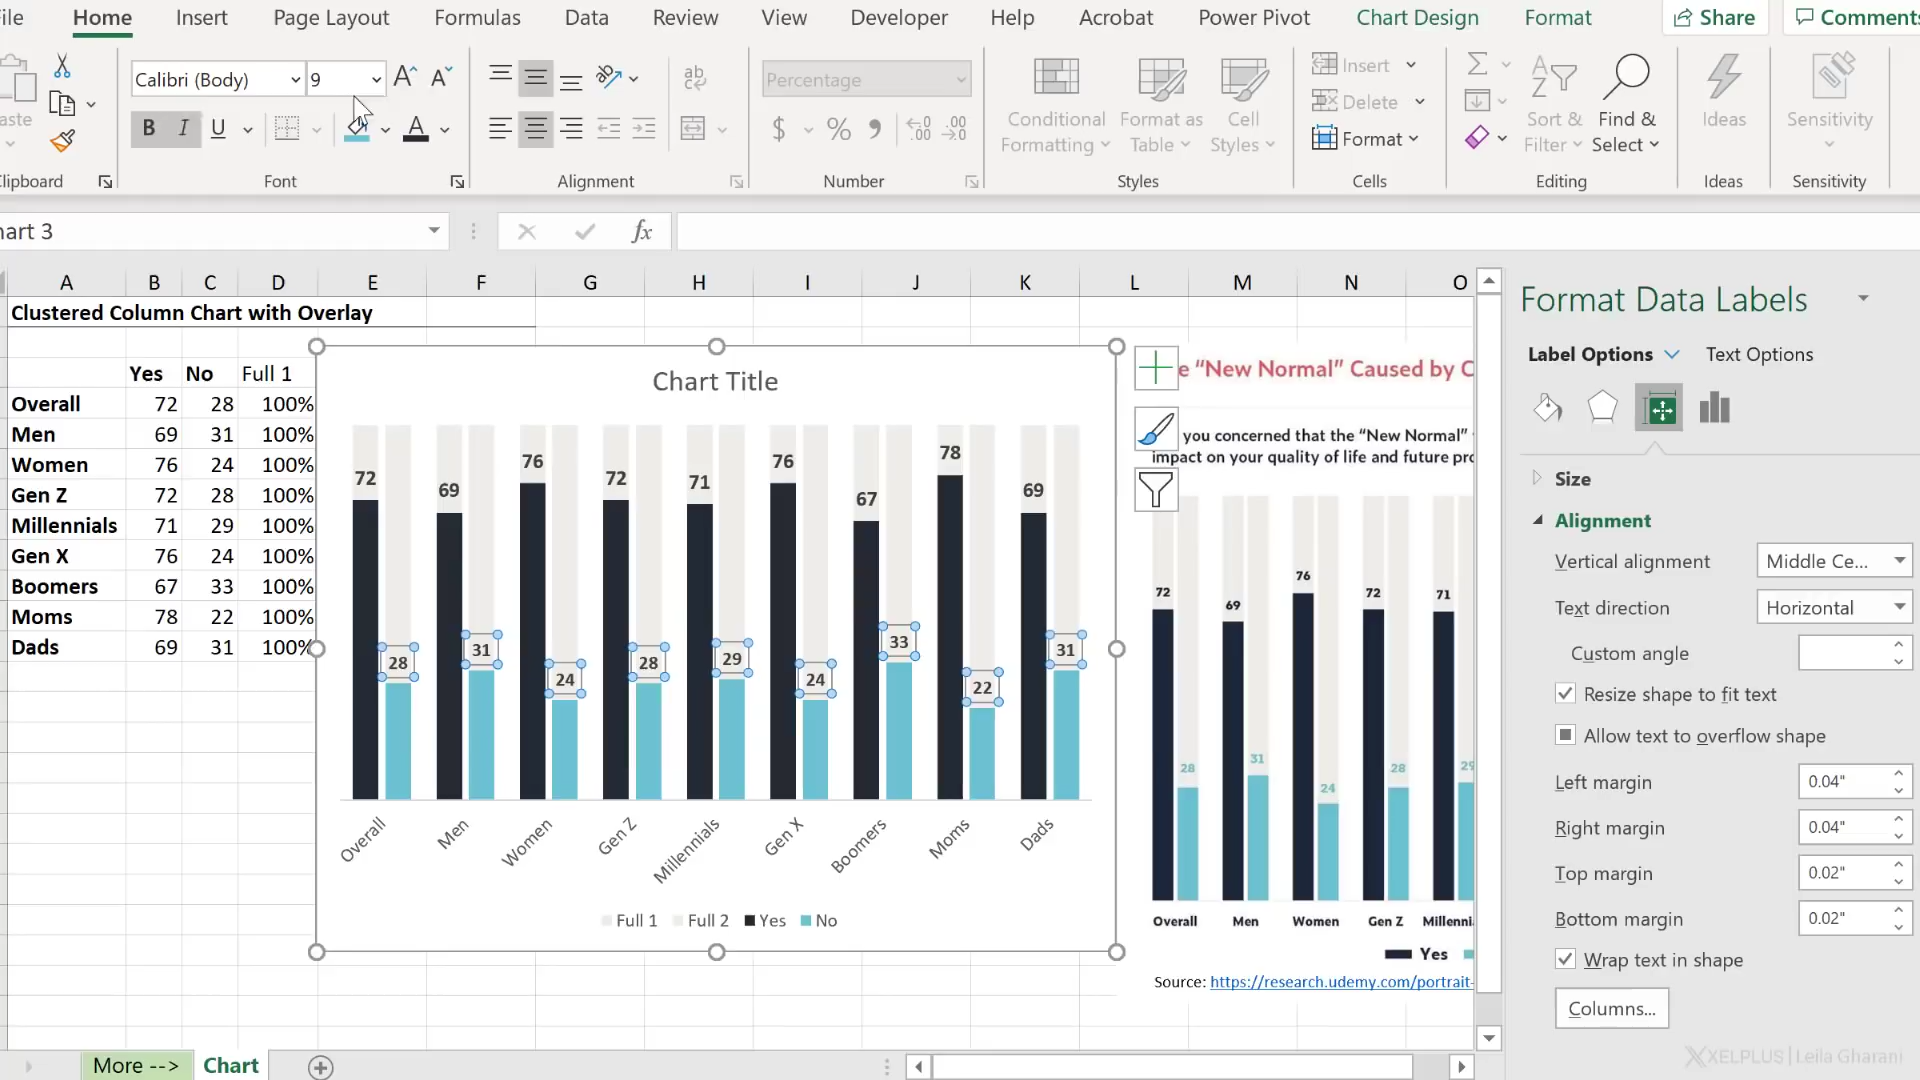 ile Home Insert Page Layout Formulas Data Review View Developer Help Acrobat Power Pivot Chart Design Format Share Comments
Calibri (Body) 9
B I U A
ab
Percentage
$ % 9
aste
Conditional Formatting
Format as Table
Cell Styles
Insert
Delete
Format
Sort & Filter
Find & Select
Ideas
Sensitivity
lipboard Font Alignment Number Styles Cells Editing Ideas Sensitivity
hart 3 fx
A B C D E F G H I J K L M N O
Clustered Column Chart with Overlay
Yes No Full 1
Overall 72 28 100%
Men 69 31 100%
Women 76 24 100%
Gen Z 72 28 100%
Millennials 71 29 100%
Gen X 76 24 100%
Boomers 67 33 100%
Moms 78 22 100%
Dads 69 31 100%
Chart Title
72 69 76 72 71 76 67 78 69
28 31 24 28 29 24 33 22 31
Overall Men Women Gen Z Millennials Gen X Boomers Moms Dads
Full 1 Full 2 Yes No
e “New Normal” Caused by C
you concerned that the “New Normal”
impact on your quality of life and future pro
72 69 76 72 71
28 31 24 28 29
Overall Men Women Gen Z Millenni
Yes
Source: https://research.udemy.com/portrait-
Format Data Labels
Label Options Text Options
Size
Alignment
Vertical alignment Middle Ce...
Text direction Horizontal
Custom angle
Resize shape to fit text
Allow text to overflow shape
Left margin 0.04"
Right margin 0.04"
Top margin 0.02"
Bottom margin 0.02"
Wrap text in shape
Columns...
More --> Chart
XELPLUS | Leila Gharani